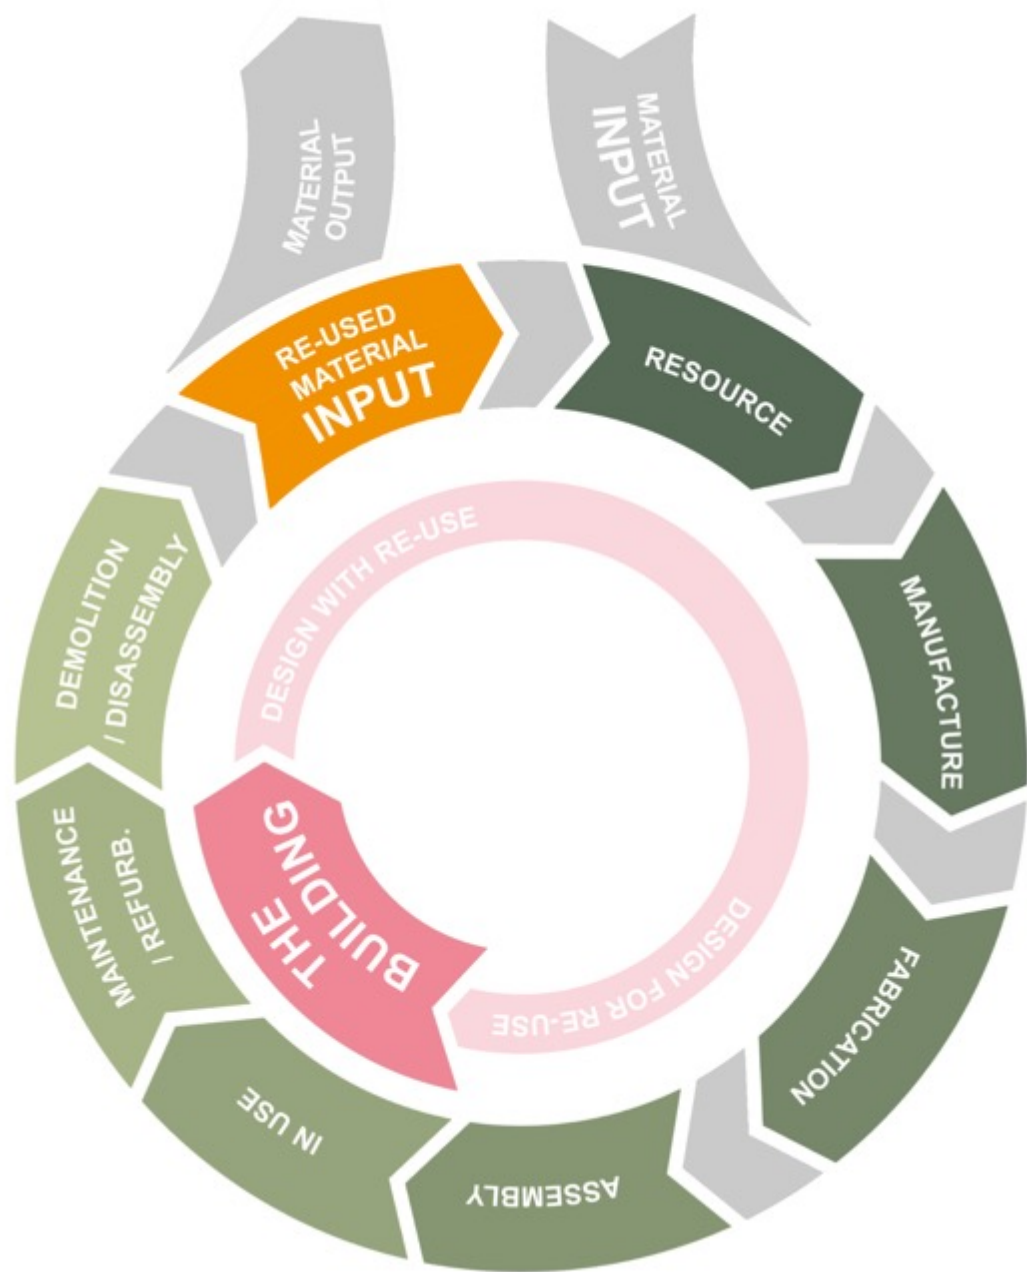 MATERIAL
OUTPUT
MATERIAL
INPUT
RE-USED
MATERIAL
INPUT
RESOURCE
MANUFACTURE
FABRICATION
ASSEMBLY
IN USE
MAINTENANCE
/ REFURB.
DEMOLITION
/ DISASSEMBLY
DESIGN WITH RE-USE
THE
BUILDING
DESIGN FOR RE-USE